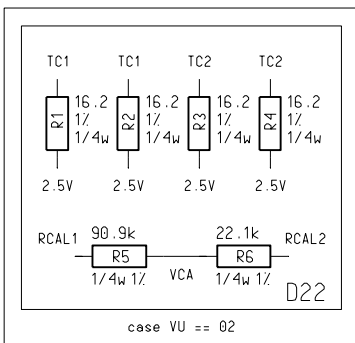 TC1 TC1 TC2 TC2
R1 16.2 R2 16.2 R3 16.2 R4 16.2
1% 1% 1% 1%
1/4w 1/4w 1/4w 1/4w
2.5V 2.5V 2.5V 2.5V
90.9k 22.1k
RCAL1 RCAL2
R5 R6
1/4w 1% VCA 1/4w 1%
D22
case VU == 02